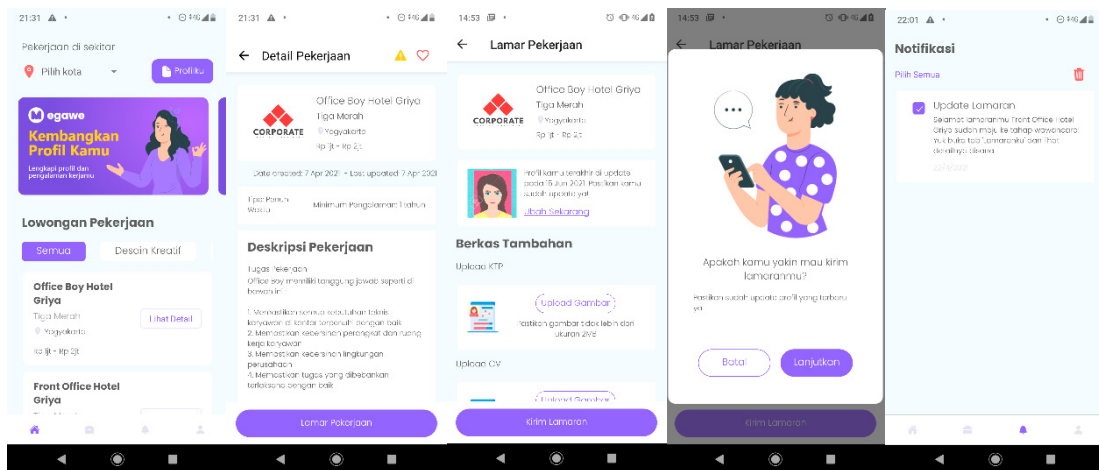 21:31
Pekerjaan di sekitar
Pilih kota
Profilku
egawe
Kembangkan
Profil Kamu
Lengkapi profil dan
pengalaman kerjamu
Lowongan Pekerjaan
Semua
Desain Kreatif
Office Boy Hotel
Griya
Tiga Merah
Yogyakarta
Rp 1jt - Rp 2jt
Lihat Detail
Front Office Hotel
Griya
21:31
Detail Pekerjaan
CORPORATE
Office Boy Hotel Griya
Tiga Merah
Yogyakarta
Rp 1jt - Rp 2jt
Date created: 7 Apr 2021 - Last updated: 7 Apr 2021
Tipe: Penuh
Waktu
Minimum Pengalaman: 1 tahun
Deskripsi Pekerjaan
Tugas Pekerjaan
Office Boy memiliki tanggung jawab seperti di
bawah ini
1. Memastikan semua kebutuhan teknis
karyawan di kantor terpenuhi dengan baik
2. Memastikan kebersihan perangkat dan ruang
kerja karyawan
3. Memastikan kebersihan lingkungan
perusahaan
4. Memastikan tugas yang dibebankan
terlaksana dengan baik
Lamar Pekerjaan
14:53
Lamar Pekerjaan
CORPORATE
Office Boy Hotel Griya
Tiga Merah
Yogyakarta
Rp 1jt - Rp 2jt
Profil kamu terakhir di update
pada 15 Jun 2021. Pastikan kamu
sudah update ya!
Ubah Sekarang
Berkas Tambahan
Upload KTP
Upload Gambar
Pastikan gambar tidak lebih dari
ukuran 2MB
Upload CV
Upload Gambar
Kirim Lamaran
14:53
Lamar Pekerjaan
Apakah kamu yakin mau kirim
lamaranmu?
Pastikan sudah update profil yang terbaru
ya
Batal
Lanjutkan
Kirim Lamaran
22:01
Notifikasi
Pilih Semua
Update Lamaran
Selamat lamaranmu Front Office Hotel
Griya sudah maju ke tahap wawancara!
Yuk buka tab "Lamaranku" dan lihat
detailnya disana